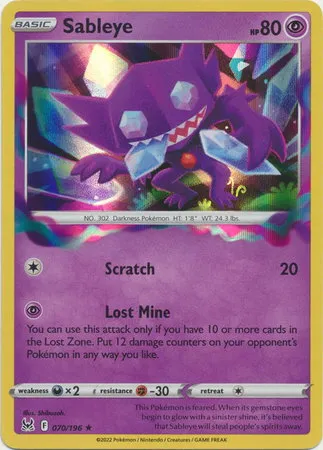 BASIC Sableye HP80
NO. 302 Darkness Pokémon HT: 1'8" WT: 24.3 lbs.
Scratch 20
Lost Mine
You can use this attack only if you have 10 or more cards
in the Lost Zone. Put 12 damage counters on your opponent's
Pokémon in any way you like.
weakness ×2 resistance -30 retreat
Illus. Shibuzoh.
F 070/196 ★
This Pokémon is feared. When its gemstone eyes
begin to glow with a sinister shine, it's believed
that Sableye will steal people's spirits away.
©2022 Pokémon / Nintendo / Creatures / GAME FREAK